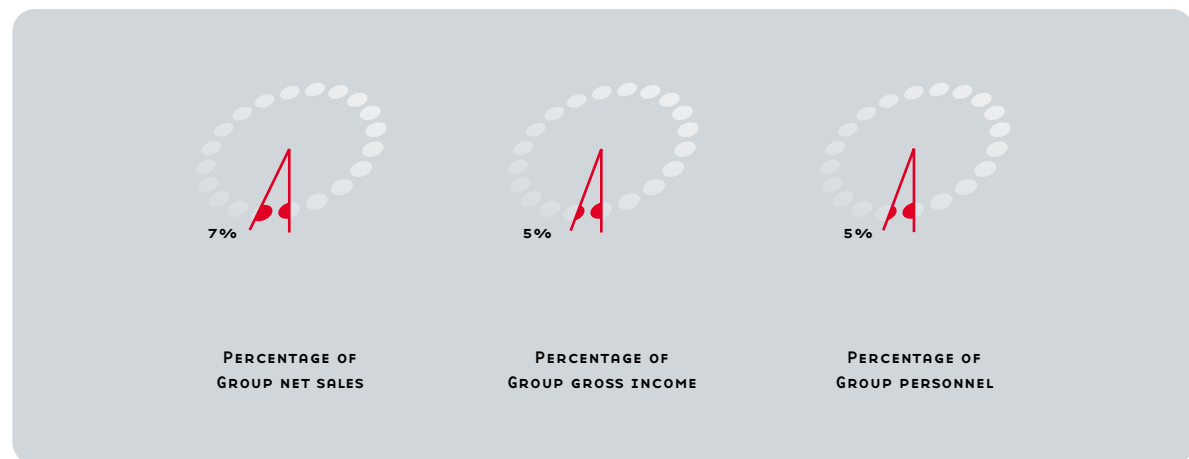 7%
5%
5%
Percentage of
Group net sales
Percentage of
Group gross income
Percentage of
Group personnel